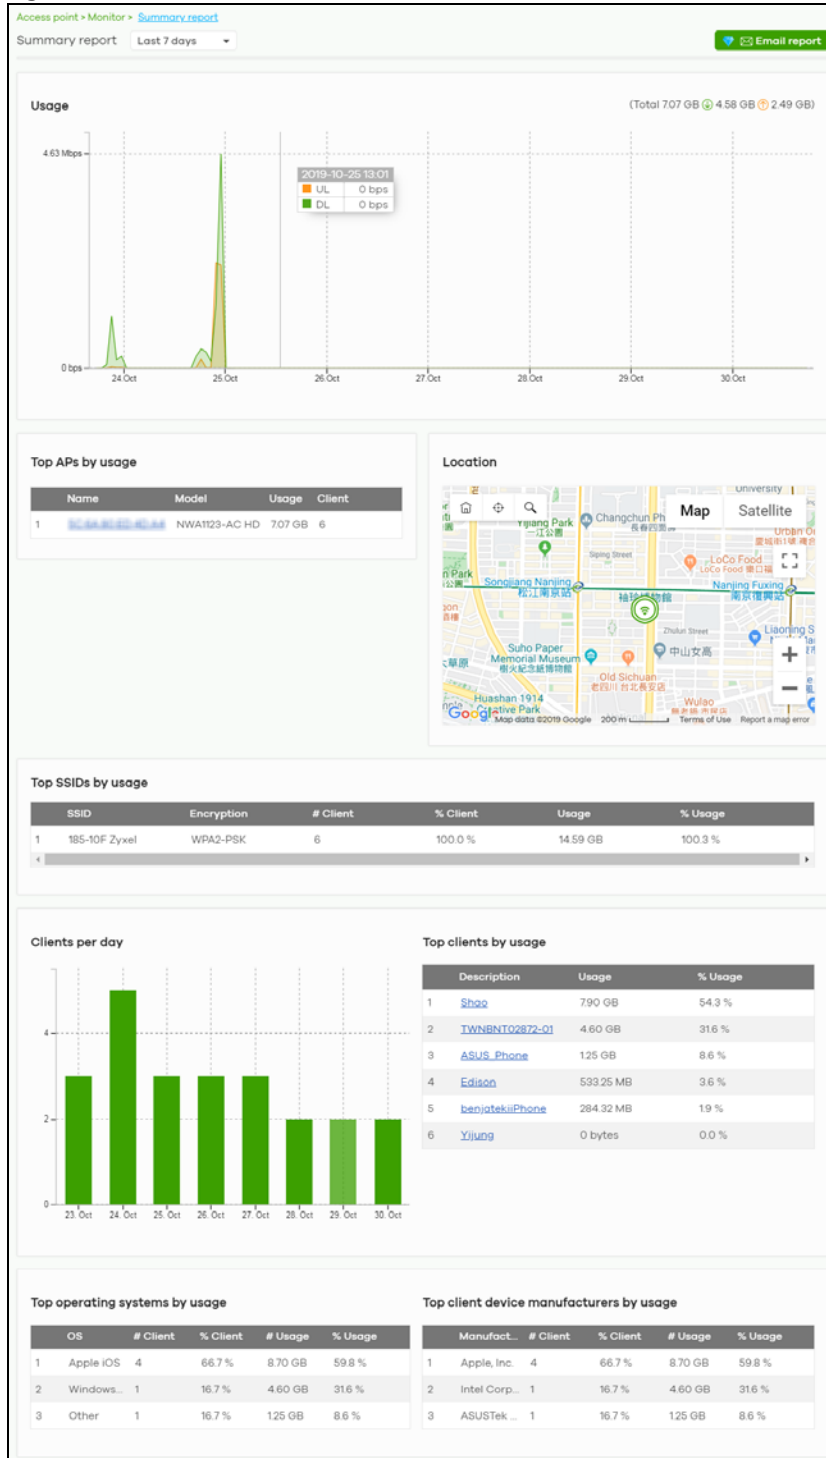 Access point > Monitor > Summary report
Summary report Last 7 days Email report
Usage (Total 7.07 GB 4.58 GB 2.49 GB)
4.63 Mbps
2019-10-25 13:01
UL 0 bps
DL 0 bps
0 bps
24.Oct 25.Oct 26.Oct 27.Oct 28.Oct 29.Oct 30.Oct
Top APs by usage
Name Model Usage Client
1 NWA1123-AC HD 7.07 GB 6
Location
Map Satellite
University
Yijiang Park
一江公園
Changchun Ph
Urban
Siping Street
LoCo Food
LoCo Food 樂口福
Park
Songjiang Nanjing
松江南京站
Nanjing Fuxing
南京復興站
Zhulun Street
Liaoning S
中山女高
Suho Paper
Memorial Museum
樹火紀念紙博物館
Old Sichuan
老四川 台北長安店
Huashan 1914
Creative Park
Wulao
Google Map data ©2019 Google 200 m Terms of Use Report a map error
Top SSIDs by usage
SSID Encryption # Client % Client Usage % Usage
1 185-10F Zyxel WPA2-PSK 6 100.0 % 14.59 GB 100.3 %
Clients per day
4
2
0
23. Oct 24. Oct 25. Oct 26. Oct 27. Oct 28. Oct 29. Oct 30. Oct
Top clients by usage
Description Usage % Usage
1 Shao 7.90 GB 54.3 %
2 TWNBNT02872-01 4.60 GB 31.6 %
3 ASUS_Phone 1.25 GB 8.6 %
4 Edison 533.25 MB 3.6 %
5 benjatekiiPhone 284.32 MB 1.9 %
6 Yijung 0 bytes 0.0 %
Top operating systems by usage
OS # Client % Client # Usage % Usage
1 Apple iOS 4 66.7 % 8.70 GB 59.8 %
2 Windows... 1 16.7 % 4.60 GB 31.6 %
3 Other 1 16.7 % 1.25 GB 8.6 %
Top client device manufacturers by usage
Manufact... # Client % Client # Usage % Usage
1 Apple, Inc. 4 66.7 % 8.70 GB 59.8 %
2 Intel Corp... 1 16.7 % 4.60 GB 31.6 %
3 ASUSTek ... 1 16.7 % 1.25 GB 8.6 %